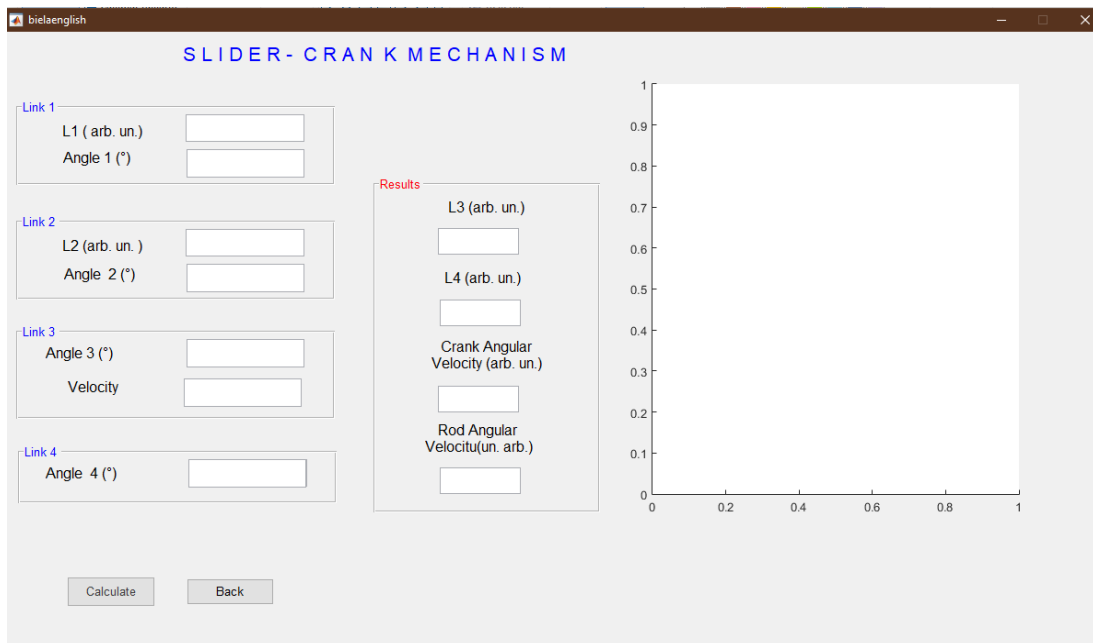 bielaenglish
S L I D E R - C R A N K M E C H A N I S M
Link 1
L1 ( arb. un.)
Angle 1 (°)
Link 2
L2 (arb. un. )
Angle 2 (°)
Link 3
Angle 3 (°)
Velocity
Link 4
Angle 4 (°)
Calculate
Back
Results
L3 (arb. un.)
L4 (arb. un.)
Crank Angular
Velocity (arb. un.)
Rod Angular
Velocitu(un. arb.)
1
0.9
0.8
0.7
0.6
0.5
0.4
0.3
0.2
0.1
0
0 0.2 0.4 0.6 0.8 1